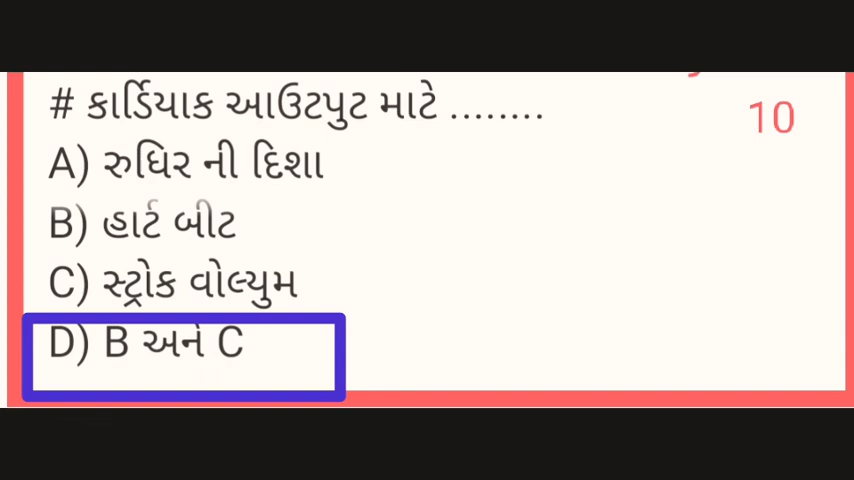 # કાર્ડિયાક આઉટપુટ માટે ........
10
A) રુધિર ની દિશા
B) હાર્ટ બીટ
C) સ્ટ્રોક વોલ્યુમ
D) B અને C